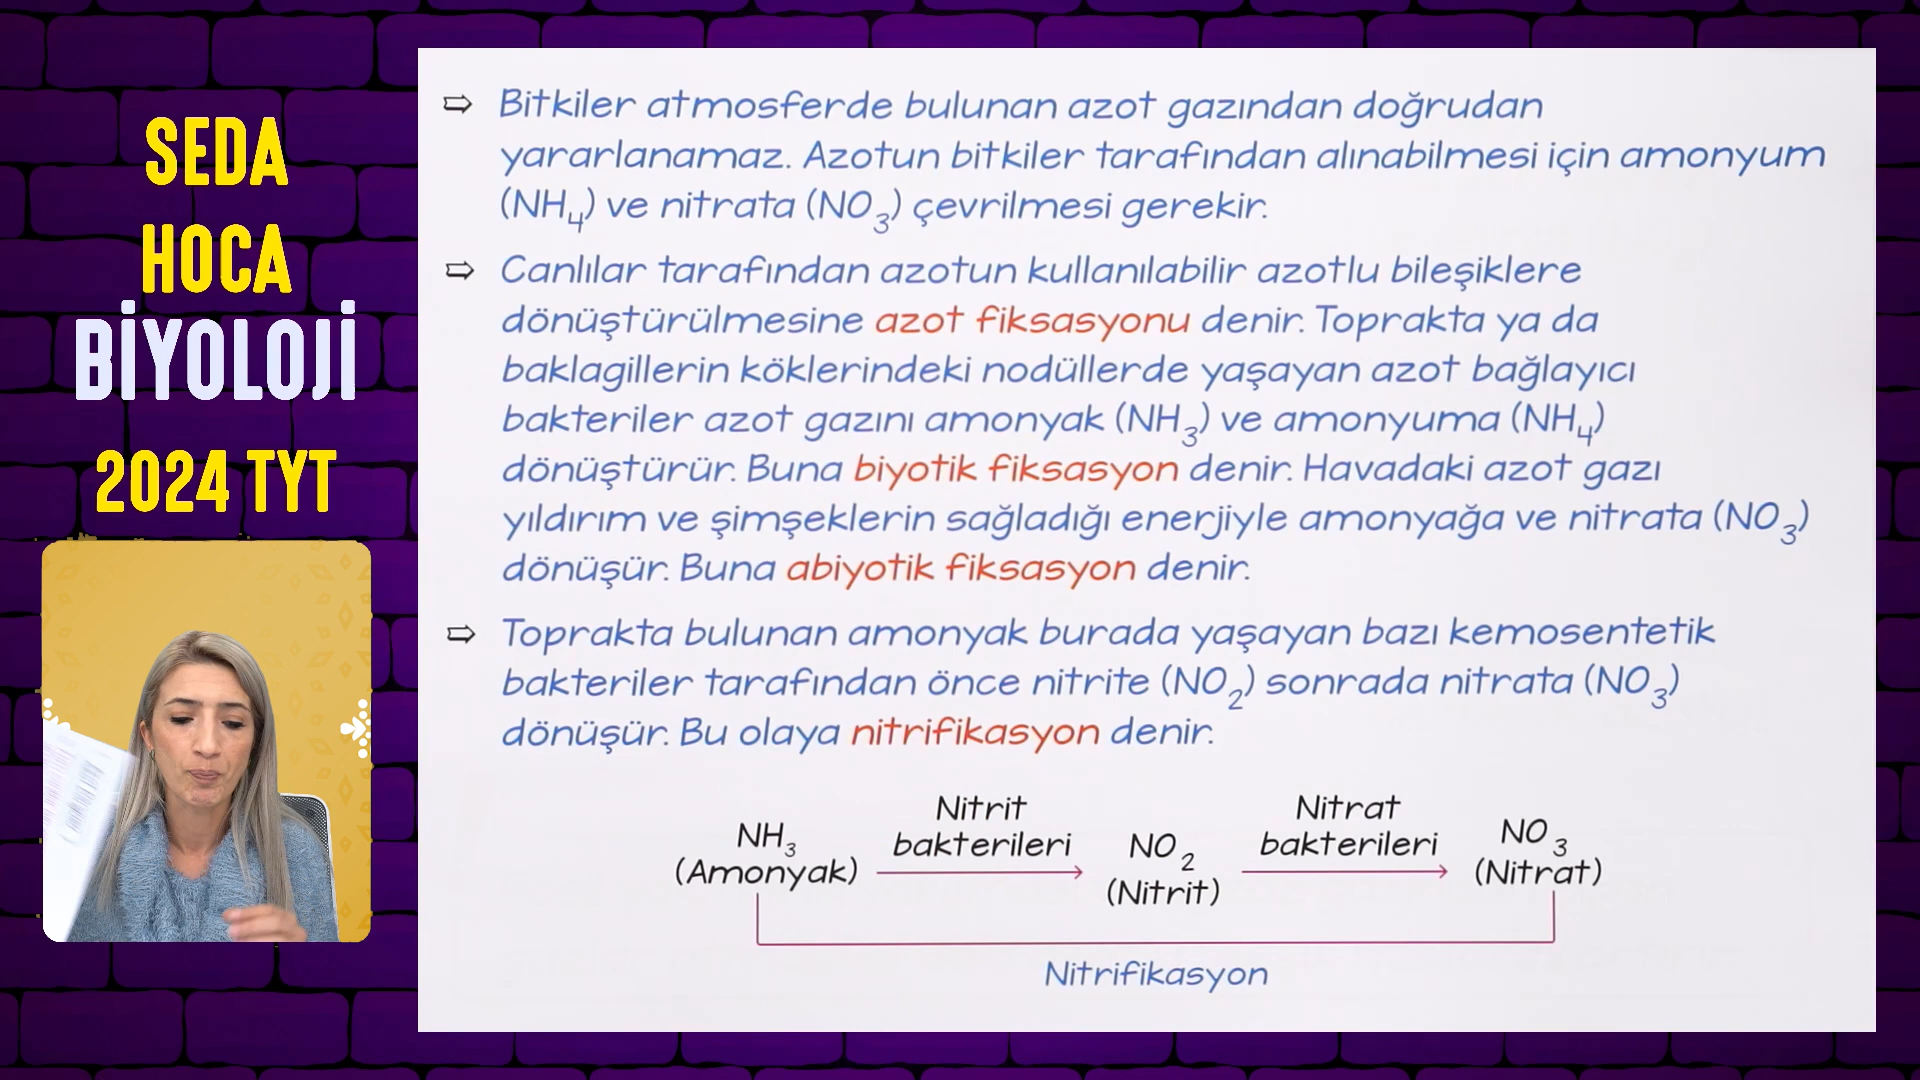 SEDA
HOCA
BİYOLOJİ
2024 TYT
⇨ Bitkiler atmosferde bulunan azot gazından doğrudan
yararlanamaz. Azotun bitkiler tarafından alınabilmesi için amonyum
(NH₄) ve nitrata (NO₃) çevrilmesi gerekir.
⇨ Canlılar tarafından azotun kullanılabilir azotlu bileşiklere
dönüştürülmesine azot fiksasyonu denir. Toprakta ya da
baklagillerin köklerindeki nodüllerde yaşayan azot bağlayıcı
bakteriler azot gazını amonyak (NH₃) ve amonyuma (NH₄)
dönüştürür. Buna biyotik fiksasyon denir. Havadaki azot gazı
yıldırım ve şimşeklerin sağladığı enerjiyle amonyağa ve nitrata (NO₃)
dönüşür. Buna abiyotik fiksasyon denir.
⇨ Toprakta bulunan amonyak burada yaşayan bazı kemosentetik
bakteriler tarafından önce nitrite (NO₂) sonrada nitrata (NO₃)
dönüşür. Bu olaya nitrifikasyon denir.
NH₃
(Amonyak)
Nitrit
bakterileri
NO₂
(Nitrit)
Nitrat
bakterileri
NO₃
(Nitrat)
Nitrifikasyon